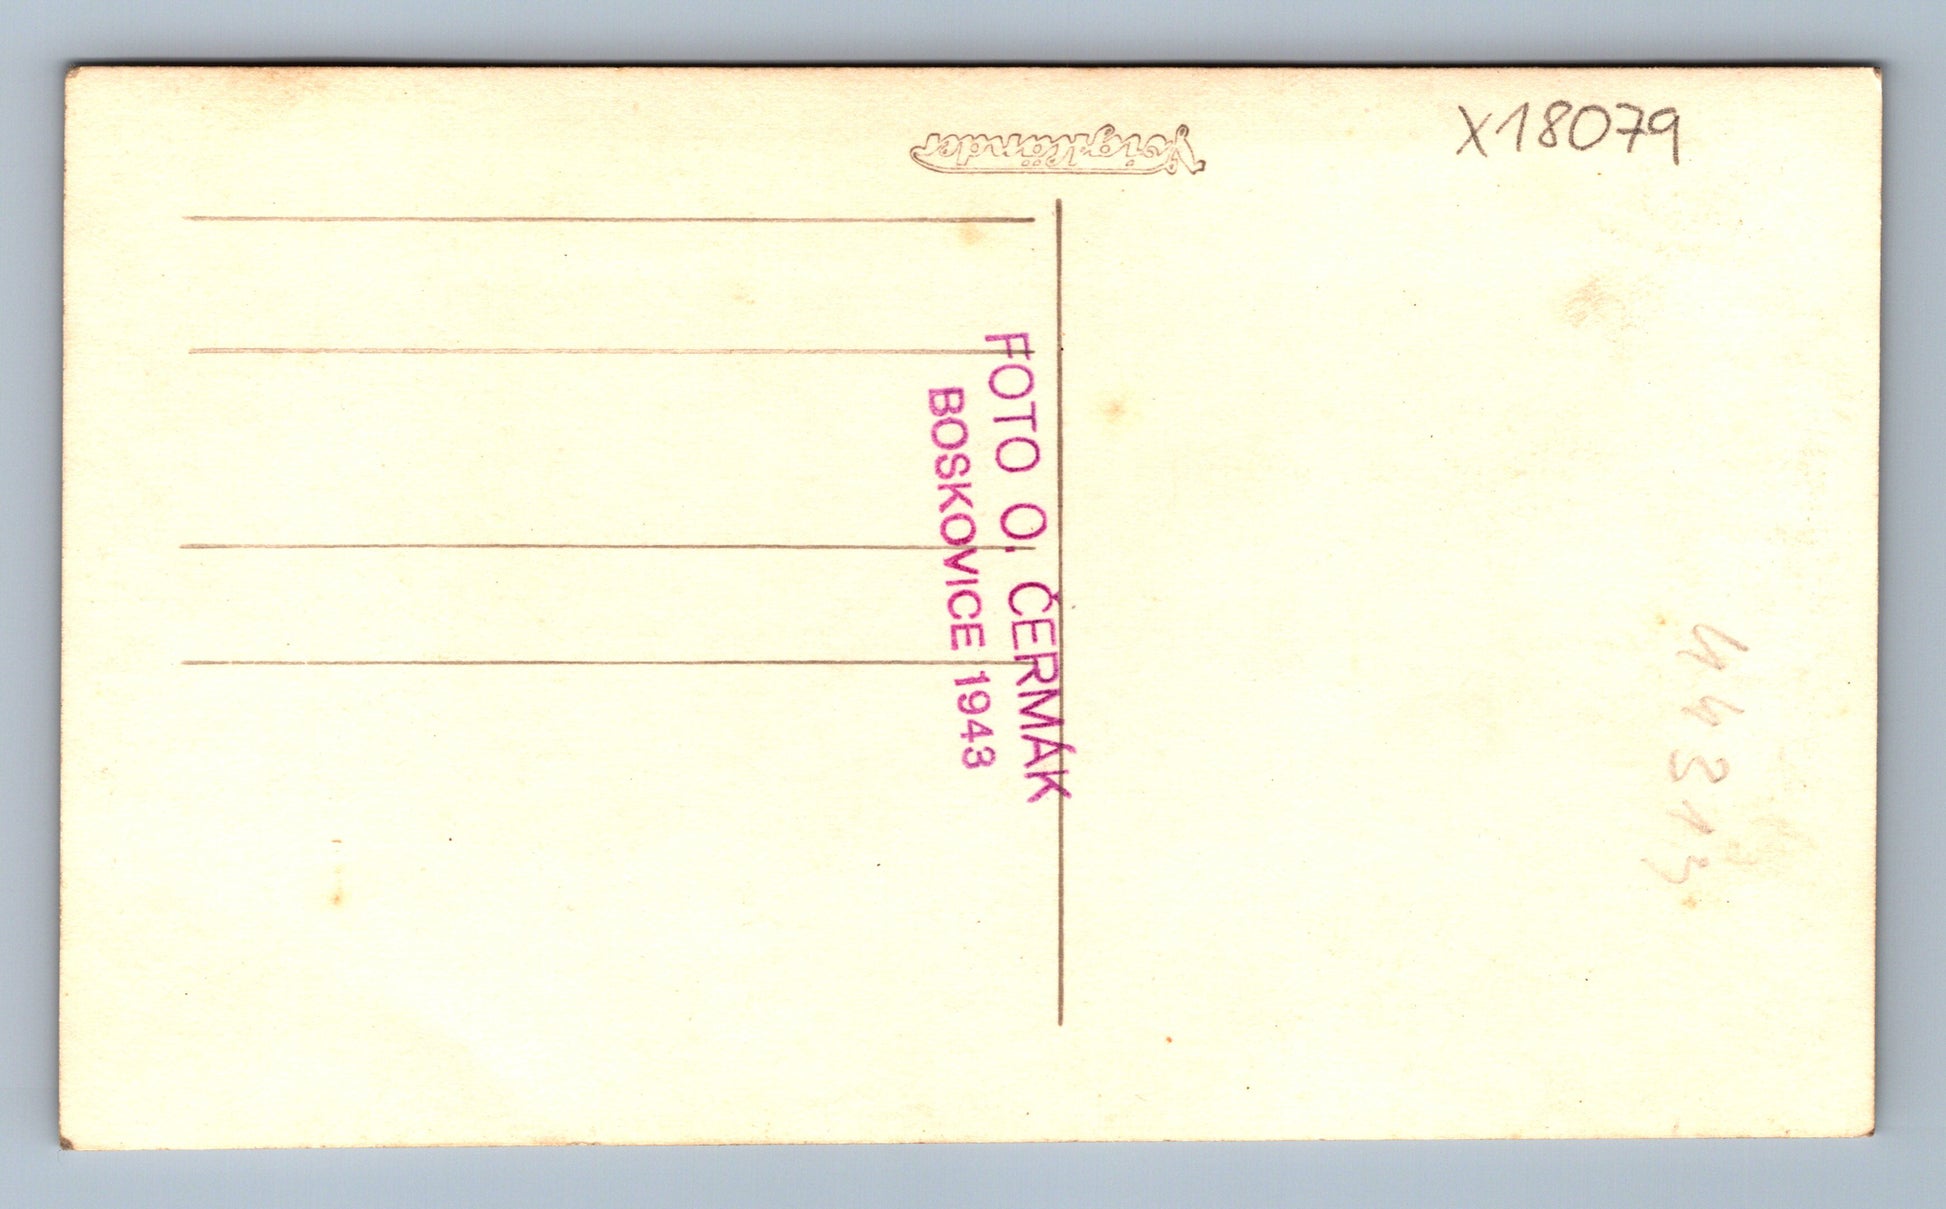 X18079
Voigtländer
FOTO O. ČERMÁK
BOSKOVICE 1943
44313